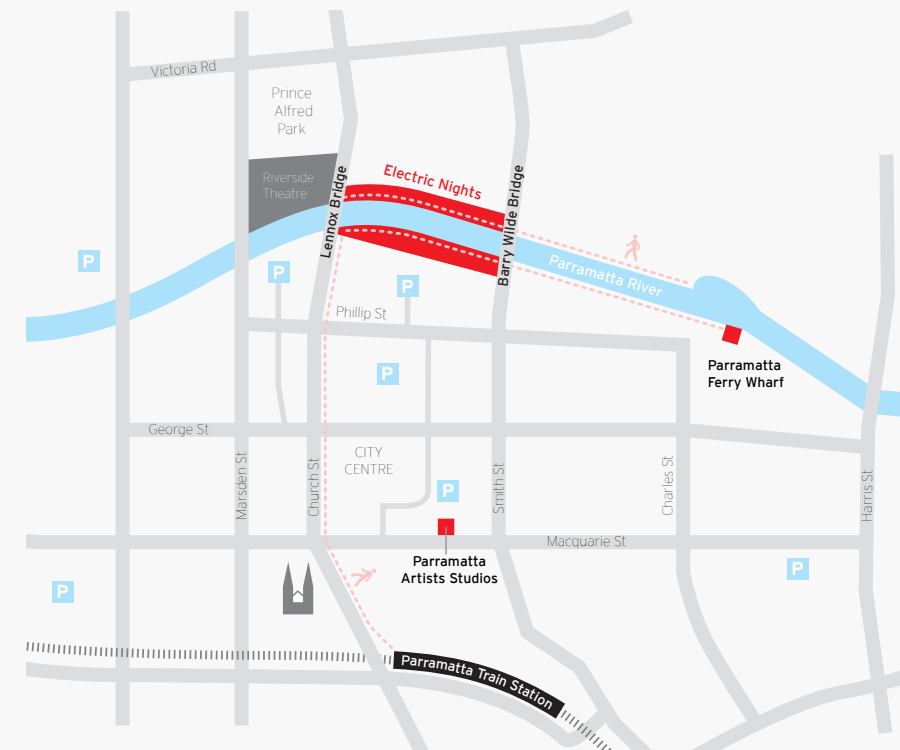 Victoria Rd
Prince
Alfred
Park
Riverside
Theatre
Lennox Bridge
Electric Nights
Barry Wilde Bridge
Parramatta River
P
P
P
Phillip St
Parramatta
Ferry Wharf
P
George St
CITY
CENTRE
Marsden St
Church St
Smith St
Charles St
Harris St
P
Macquarie St
Parramatta
Artists Studios
P
P
Parramatta Train Station